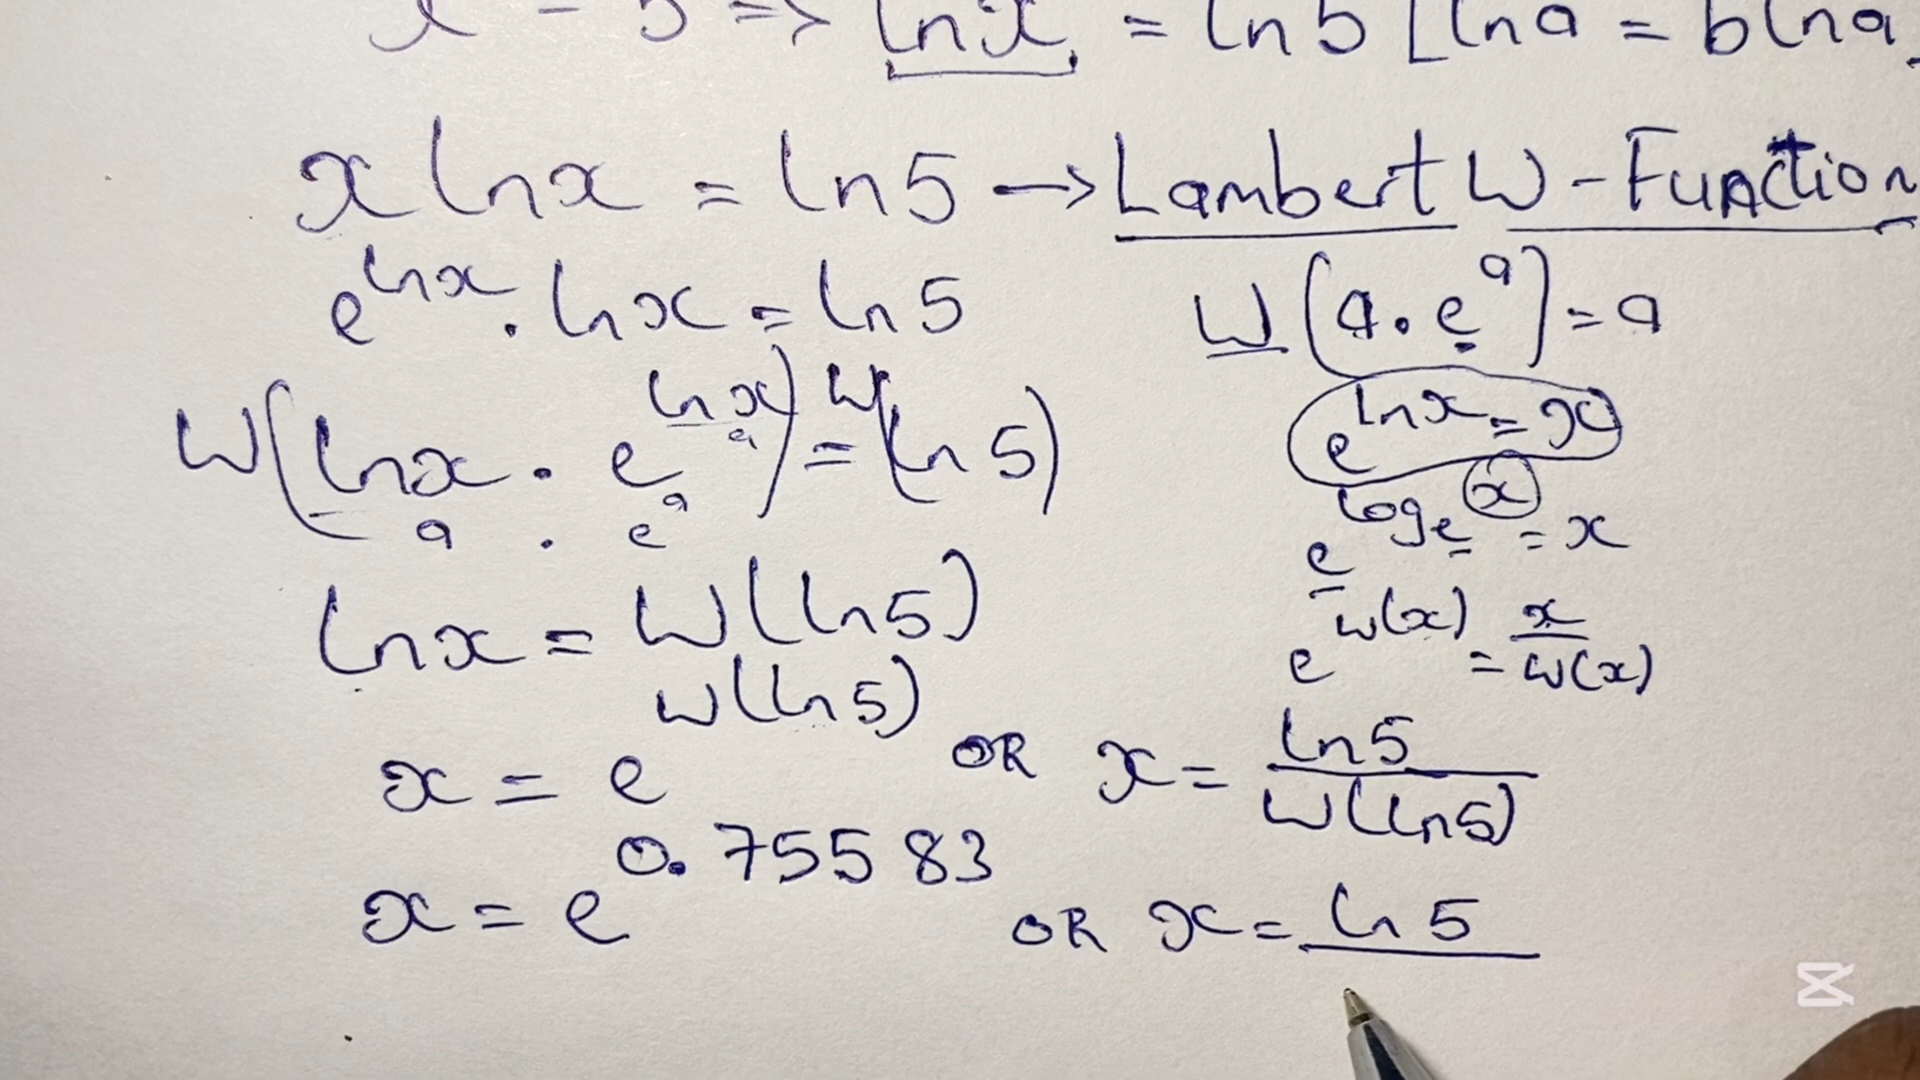 x = 5 => ln x = ln 5 [ln a = b ln a]
x ln x = ln 5 → Lambert W - Function
e^ln x . ln x = ln 5
W(a . e^a) = a
W(ln x . e^ln x) = W(ln 5)
a . e^a
e^ln x = x
e^log_e x = x
ln x = W(ln 5)
e^W(x) = x/W(x)
x = e^W(ln 5) OR x = ln 5/W(ln 5)
x = e^0.75583 OR x = ln 5